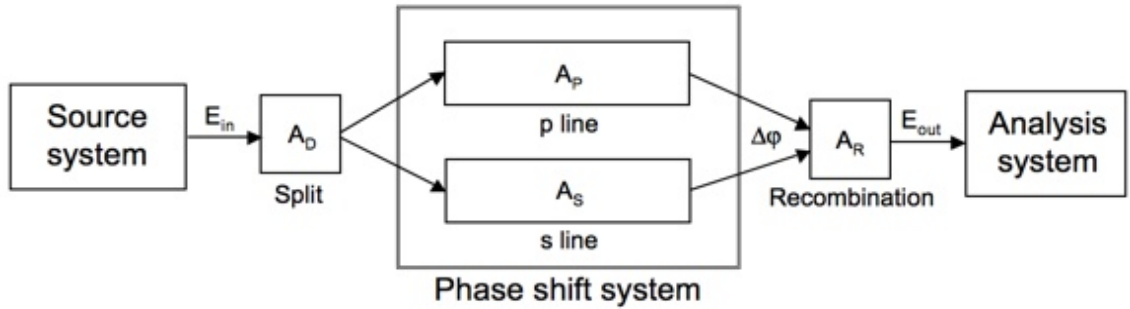 Source
system
E_in
A_D
Split
A_P
p line
A_S
s line
Phase shift system
Δφ
A_R
Recombination
E_out
Analysis
system